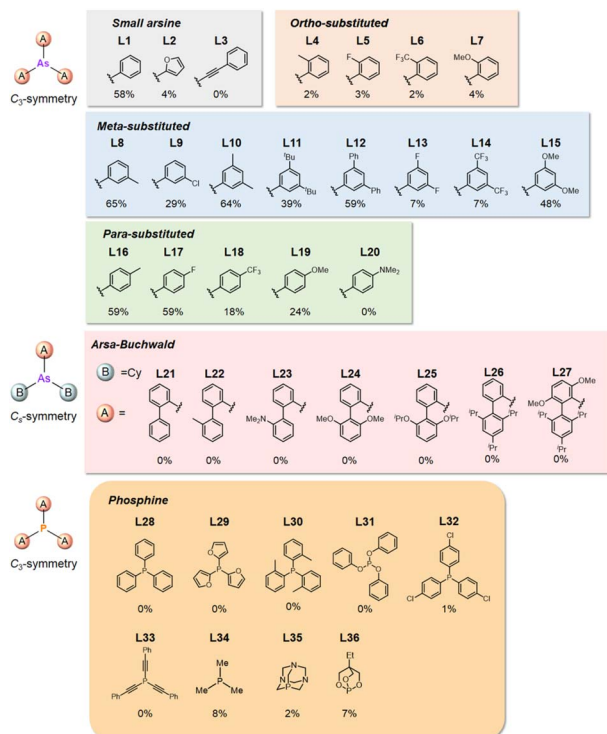 Small arsine
Ortho-substituted
A
As
A
A
C3-symmetry
L1 L2 L3
O
58% 4% 0%
L4 L5 L6 L7
F F3C MeO
2% 3% 2% 4%
Meta-substituted
L8 L9 L10 L11 L12 L13 L14 L15
tBu Ph F CF3 OMe
Cl tBu Ph F CF3 OMe
65% 29% 64% 39% 59% 7% 7% 48%
Para-substituted
L16 L17 L18 L19 L20
F CF3 OMe NMe2
59% 59% 18% 24% 0%
Arsa-Buchwald
A
As
B
B
Cs-symmetry
B =Cy
A =
L21 L22 L23 L24 L25 L26 L27
OMe
Me2N MeO OMe iPrO OiPr iPr iPr MeO iPr iPr
iPr iPr
0% 0% 0% 0% 0% 0% 0%
Phosphine
A
P
A
A
C3-symmetry
L28 L29 L30 L31 L32
Cl
P O P O O P O P O O P
Cl Cl
0% 0% 0% 0% 1%
L33 L34 L35 L36
Ph Me Et
P P N N N P O O O P
Ph Ph Me Me
0% 8% 2% 7%